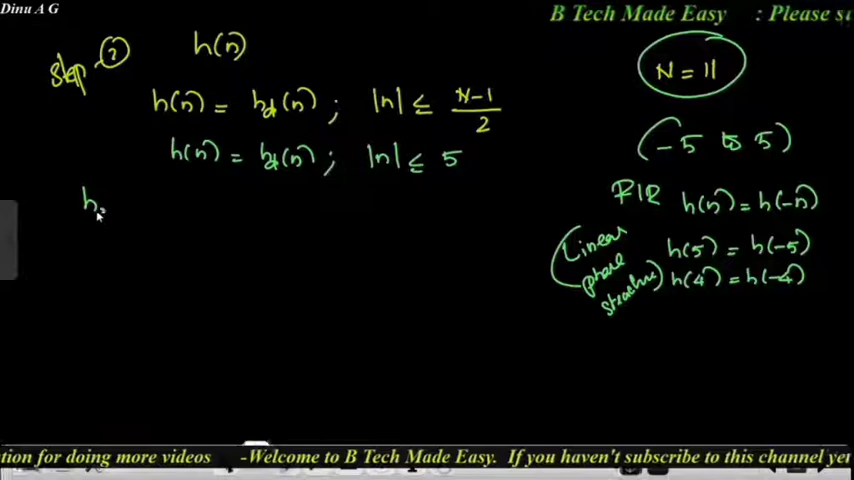 Dinu A G
B Tech Made Easy : Please su
Step - 2
h(n)
N = 11
h(n) = hd(n) ; |n| ≤ N-1/2
(-5 to 5)
h(n) = hd(n) ; |n| ≤ 5
h
FIR h(n) = h(-n)
(Linear phase structure)
h(5) = h(-5)
h(4) = h(-4)
tion for doing more videos -Welcome to B Tech Made Easy. If you haven't subscribe to this channel yet